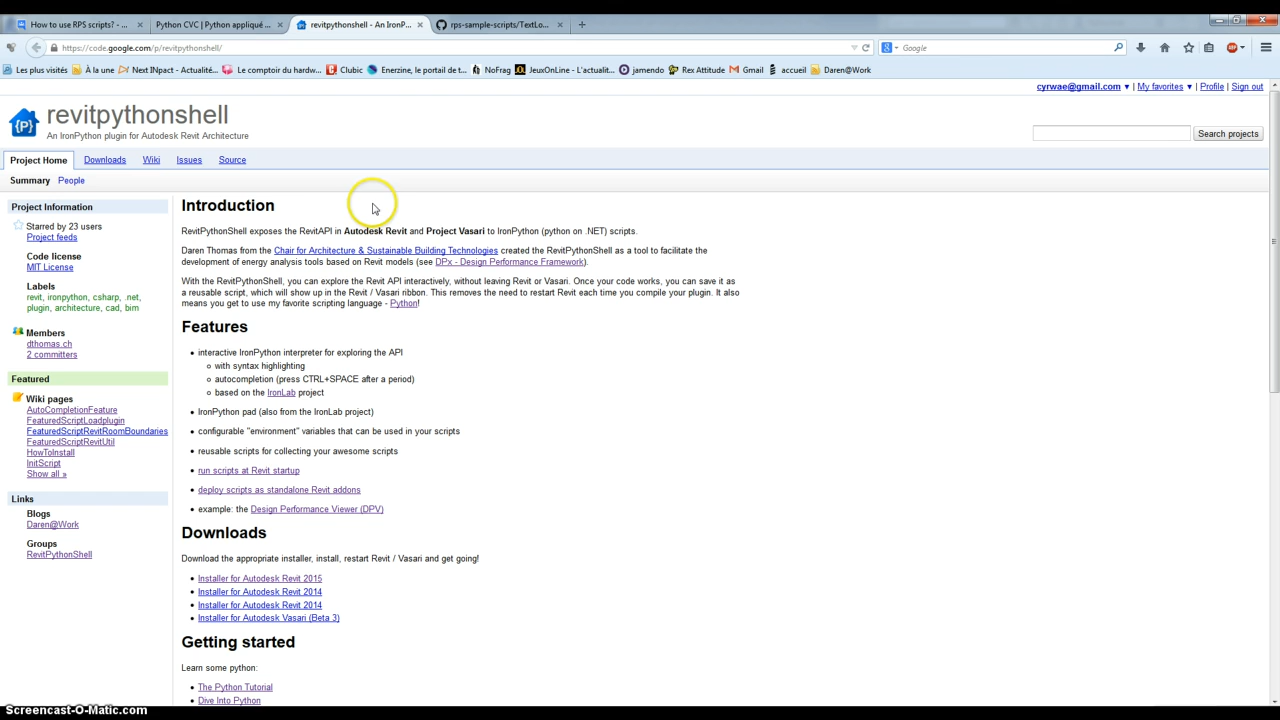 How to use RPS scripts? - ... ×
Python CVC | Python appliqué ... ×
revitpythonshell - An IronP... ×
rps-sample-scripts/TextLo... ×
https://code.google.com/p/revitpythonshell/
Google
Les plus visités À la une Next INpact - Actualité... Le comptoir du hardw... Clubic Enerzine, le portail de t... NoFrag JeuxOnLine - L'actualit... jamendo Rex Attitude Gmail accueil Daren@Work
cyrwae@gmail.com ▼ | My favorites ▼ | Profile | Sign out
{P}
revitpythonshell
An IronPython plugin for Autodesk Revit Architecture
Search projects
Project Home Downloads Wiki Issues Source
Summary People
Project Information
Starred by 23 users
Project feeds
Code license
MIT License
Labels
revit, ironpython, csharp, .net,
plugin, architecture, cad, bim
Members
dthomas.ch
2 committers
Featured
Wiki pages
AutoCompletionFeature
FeaturedScriptLoadplugin
FeaturedScriptRevitRoomBoundaries
FeaturedScriptRevitUtil
HowToInstall
InitScript
Show all »
Links
Blogs
Daren@Work
Groups
RevitPythonShell
Introduction
RevitPythonShell exposes the RevitAPI in Autodesk Revit and Project Vasari to IronPython (python on .NET) scripts.
Daren Thomas from the Chair for Architecture & Sustainable Building Technologies created the RevitPythonShell as a tool to facilitate the
development of energy analysis tools based on Revit models (see DPx - Design Performance Framework).
With the RevitPythonShell, you can explore the Revit API interactively, without leaving Revit or Vasari. Once your code works, you can save it as
a reusable script, which will show up in the Revit / Vasari ribbon. This removes the need to restart Revit each time you compile your plugin. It also
means you get to use my favorite scripting language - Python!
Features
• interactive IronPython interpreter for exploring the API
o with syntax highlighting
o autocompletion (press CTRL+SPACE after a period)
o based on the IronLab project
• IronPython pad (also from the IronLab project)
• configurable "environment" variables that can be used in your scripts
• reusable scripts for collecting your awesome scripts
• run scripts at Revit startup
• deploy scripts as standalone Revit addons
• example: the Design Performance Viewer (DPV)
Downloads
Download the appropriate installer, install, restart Revit / Vasari and get going!
• Installer for Autodesk Revit 2015
• Installer for Autodesk Revit 2014
• Installer for Autodesk Revit 2014
• Installer for Autodesk Vasari (Beta 3)
Getting started
Learn some python:
• The Python Tutorial
• Dive Into Python
Screencast-O-Matic.com